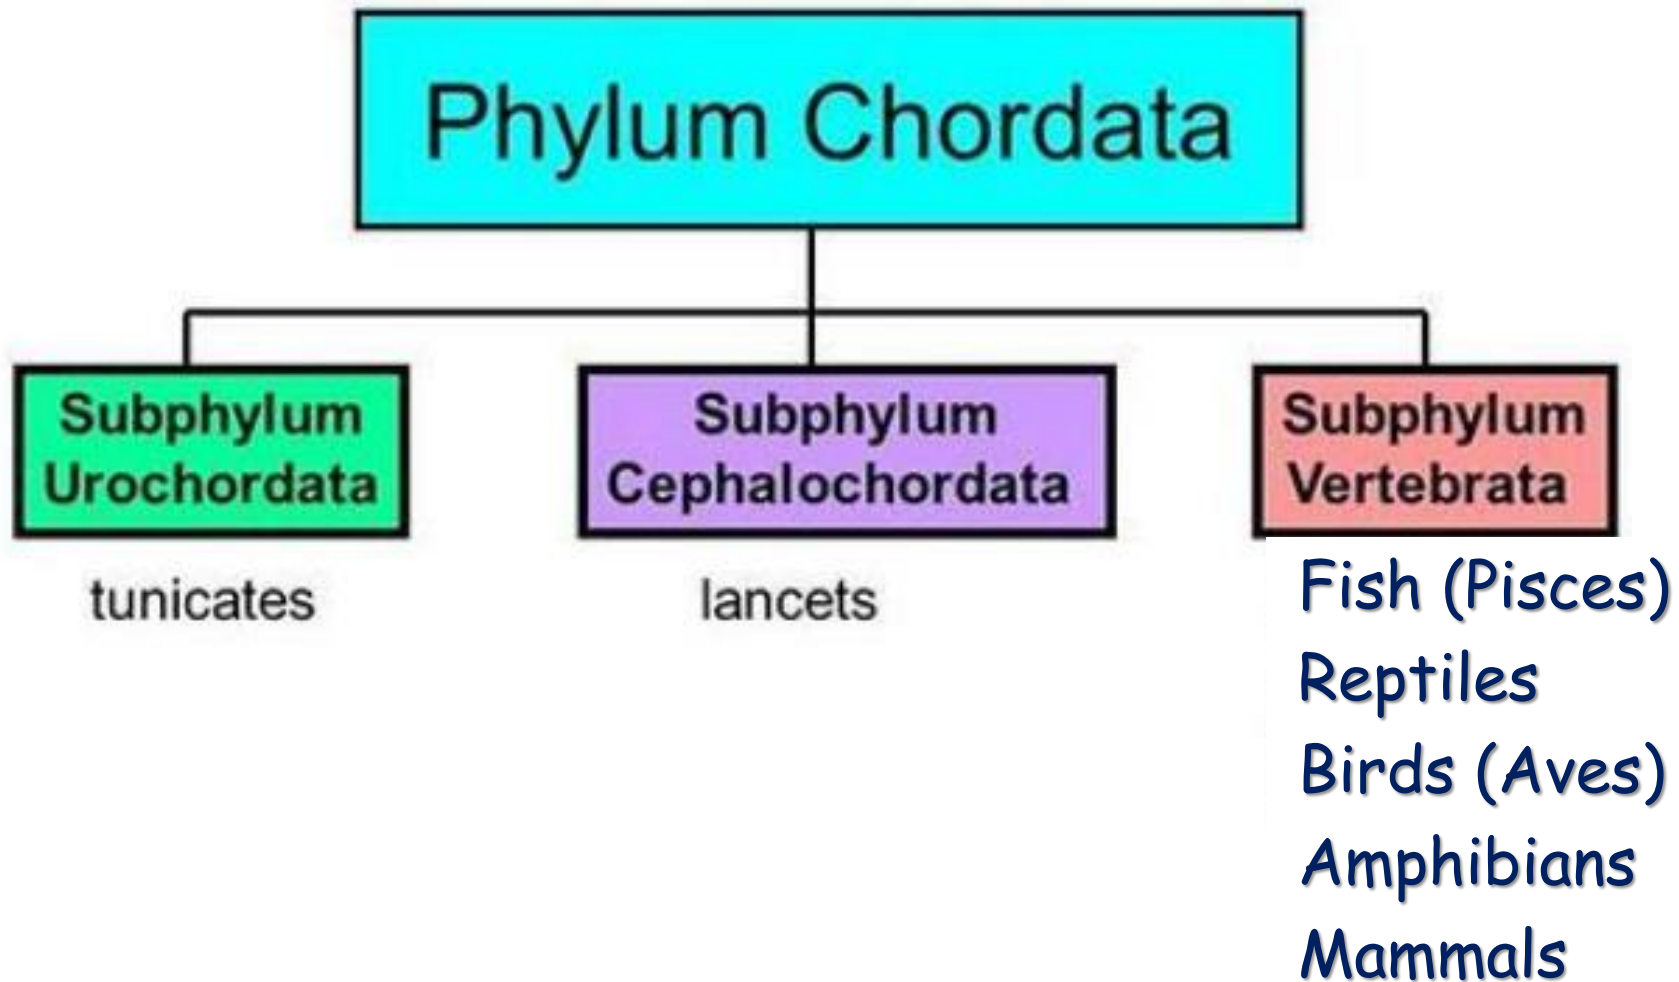 Phylum Chordata
Subphylum
Urochordata
tunicates
Subphylum
Cephalochordata
lancets
Subphylum
Vertebrata
Fish (Pisces)
Reptiles
Birds (Aves)
Amphibians
Mammals